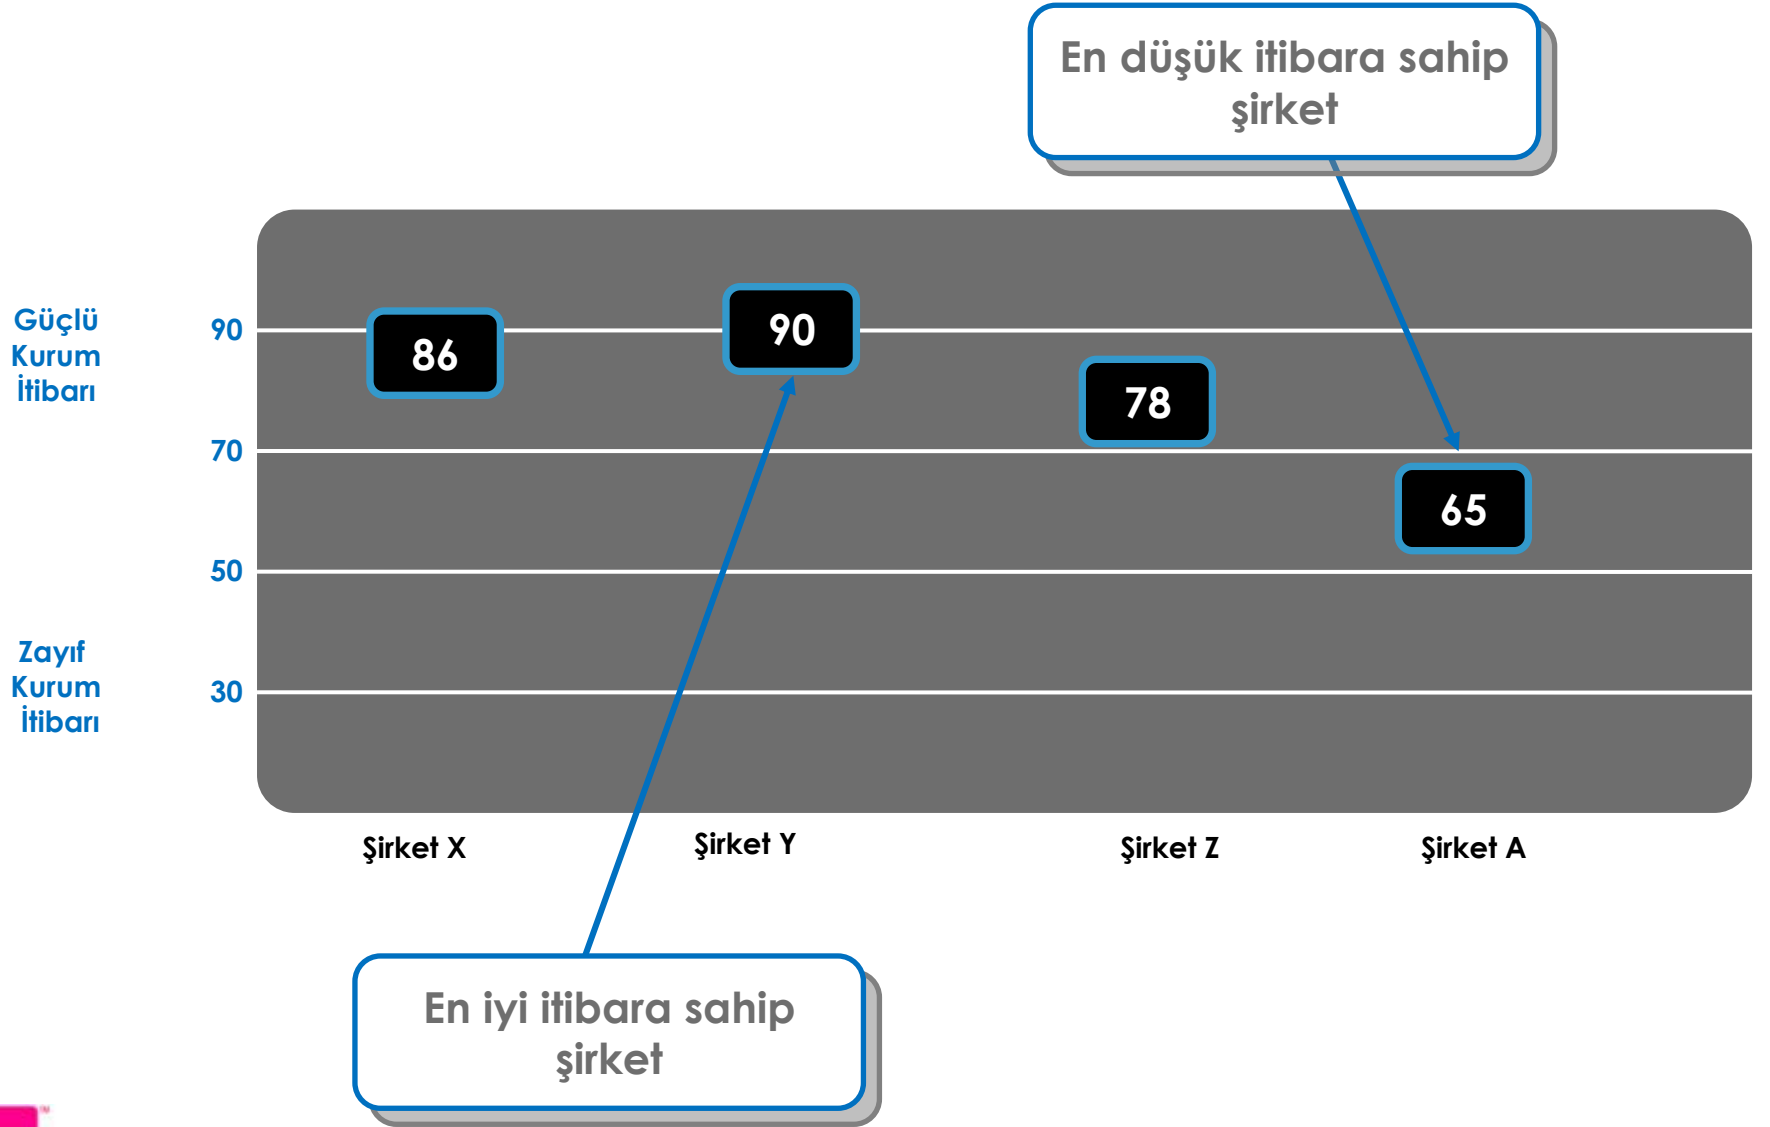 En düşük itibara sahip
şirket
Güçlü
Kurum
İtibarı
90
86
90
78
70
65
50
Zayıf
Kurum
İtibarı
30
Şirket X
Şirket Y
Şirket Z
Şirket A
En iyi itibara sahip
şirket